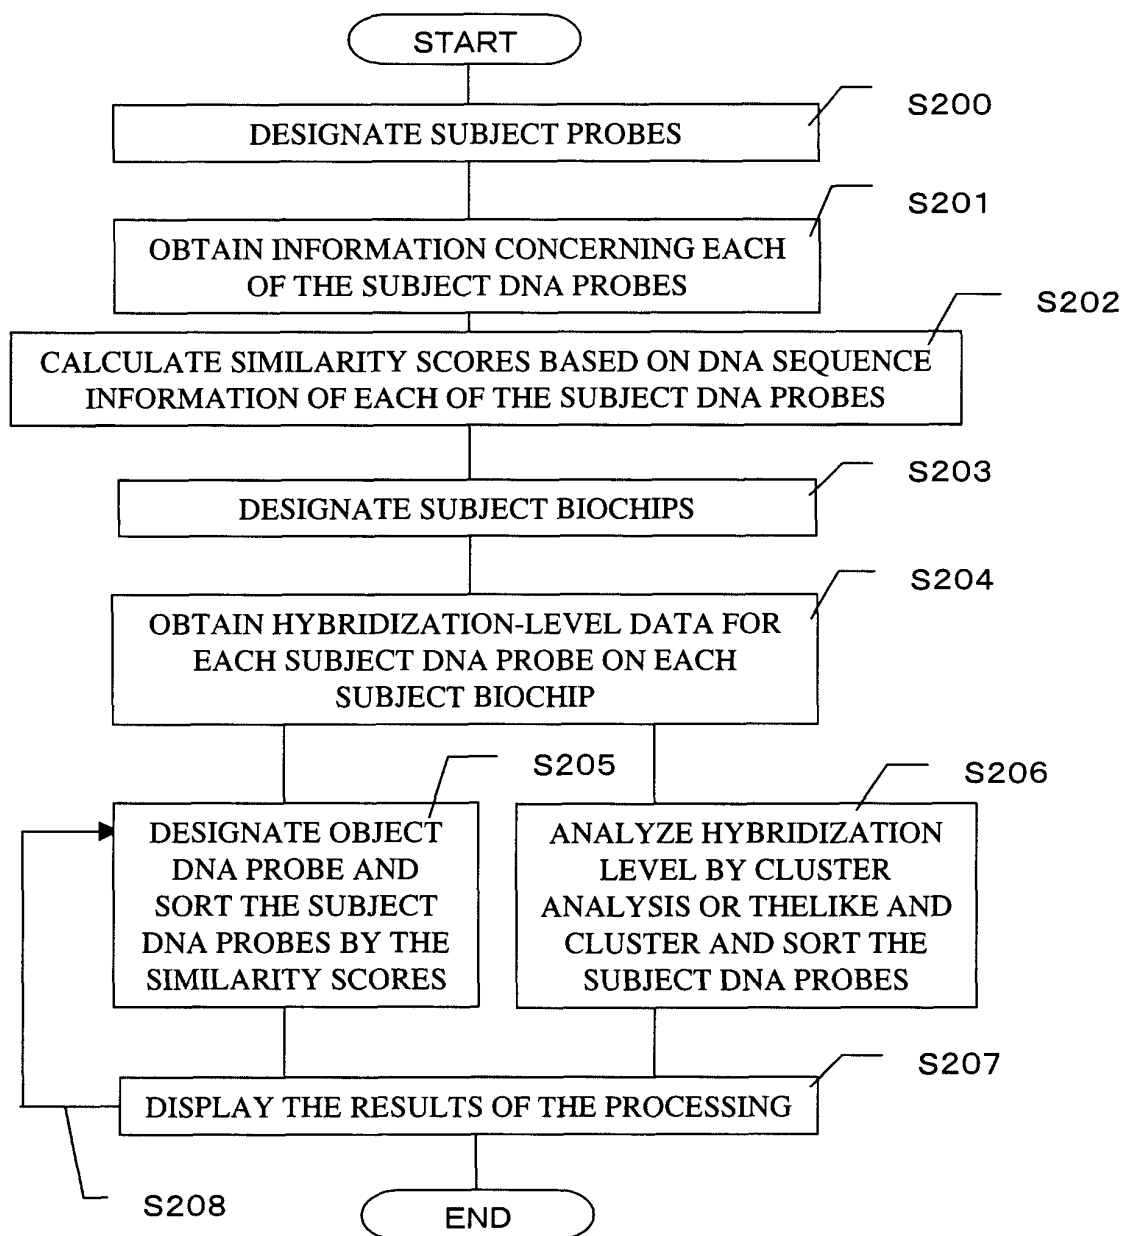 START
S200
DESIGNATE SUBJECT PROBES
S201
OBTAIN INFORMATION CONCERNING EACH
OF THE SUBJECT DNA PROBES
S202
CALCULATE SIMILARITY SCORES BASED ON DNA SEQUENCE
INFORMATION OF EACH OF THE SUBJECT DNA PROBES
S203
DESIGNATE SUBJECT BIOCHIPS
S204
OBTAIN HYBRIDIZATION-LEVEL DATA FOR
EACH SUBJECT DNA PROBE ON EACH
SUBJECT BIOCHIP
S205
DESIGNATE OBJECT
DNA PROBE AND
SORT THE SUBJECT
DNA PROBES BY THE
SIMILARITY SCORES
S206
ANALYZE HYBRIDIZATION
LEVEL BY CLUSTER
ANALYSIS OR THELIKE AND
CLUSTER AND SORT THE
SUBJECT DNA PROBES
S207
DISPLAY THE RESULTS OF THE PROCESSING
S208
END